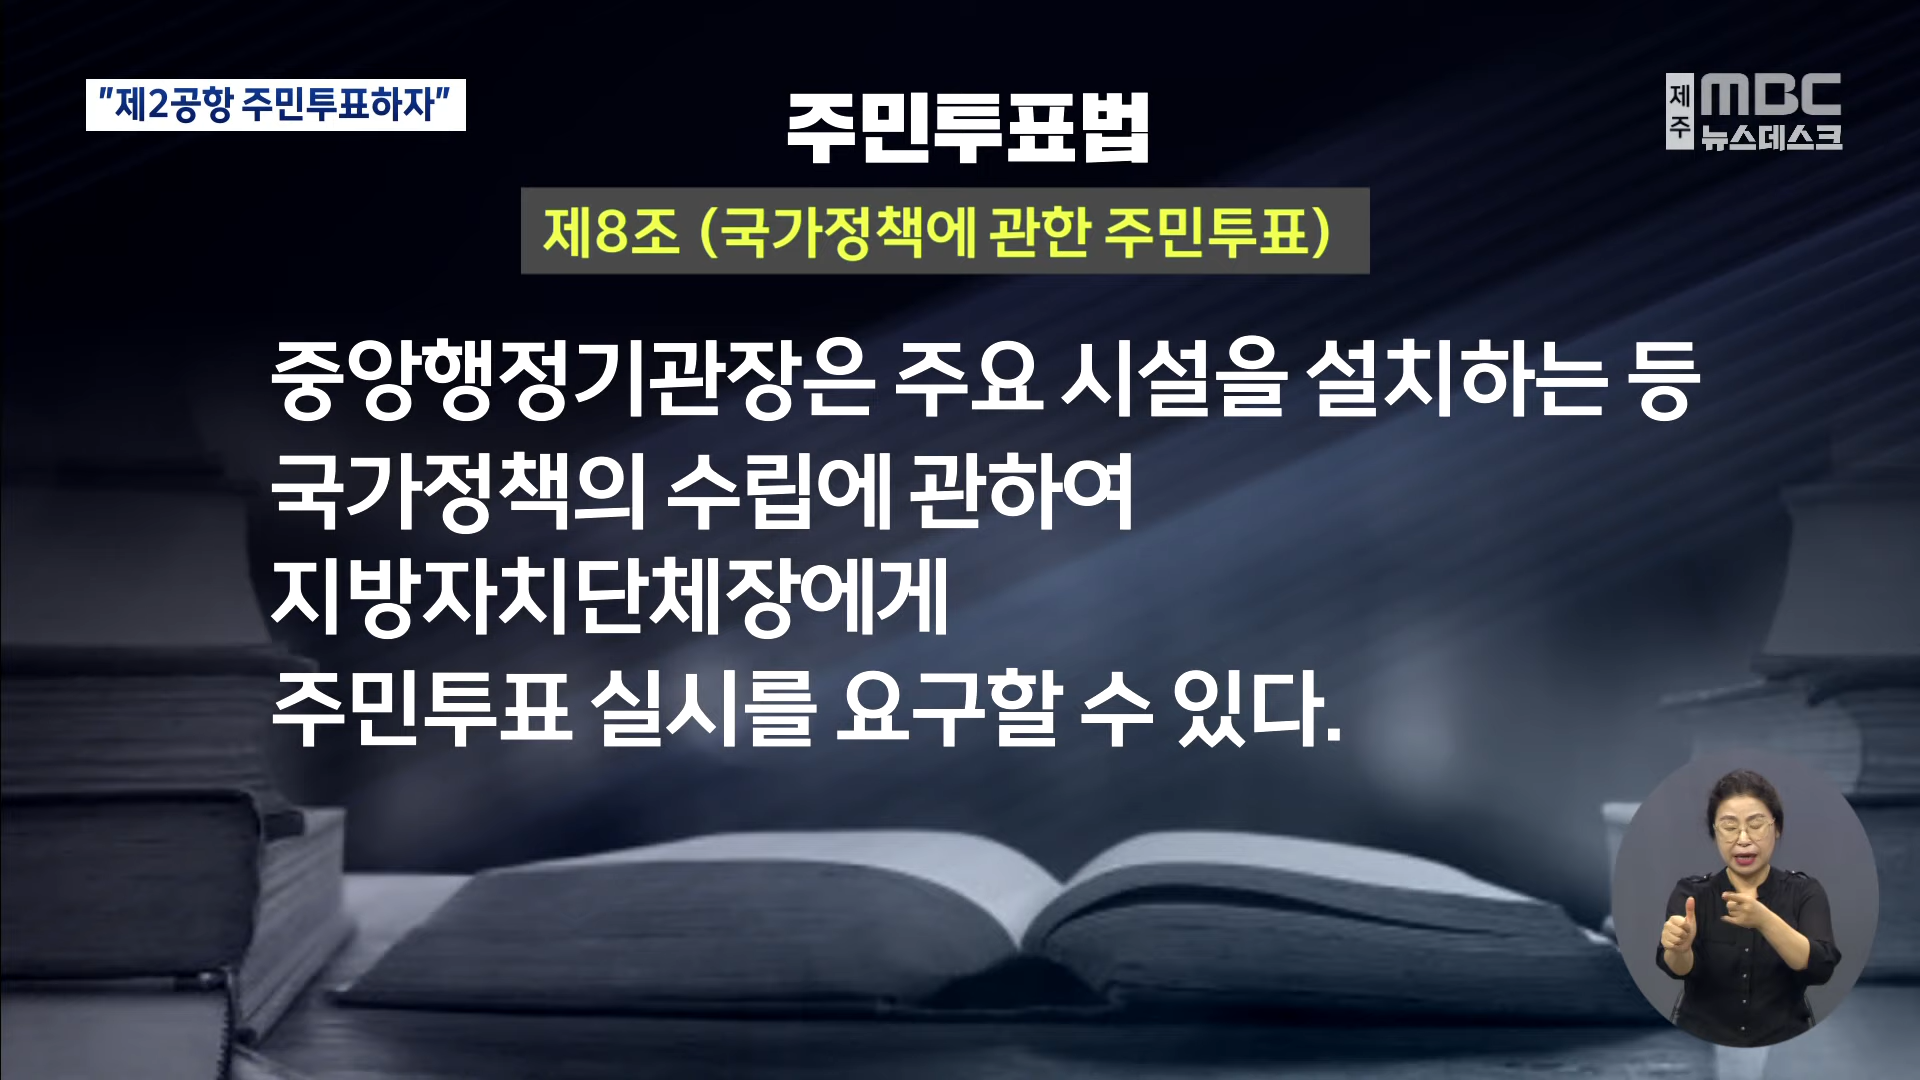 "제2공항 주민투표하자"
제주 MBC 뉴스데스크
주민투표법
제8조 (국가정책에 관한 주민투표)
중앙행정기관장은 주요 시설을 설치하는 등
국가정책의 수립에 관하여
지방자치단체장에게
주민투표 실시를 요구할 수 있다.